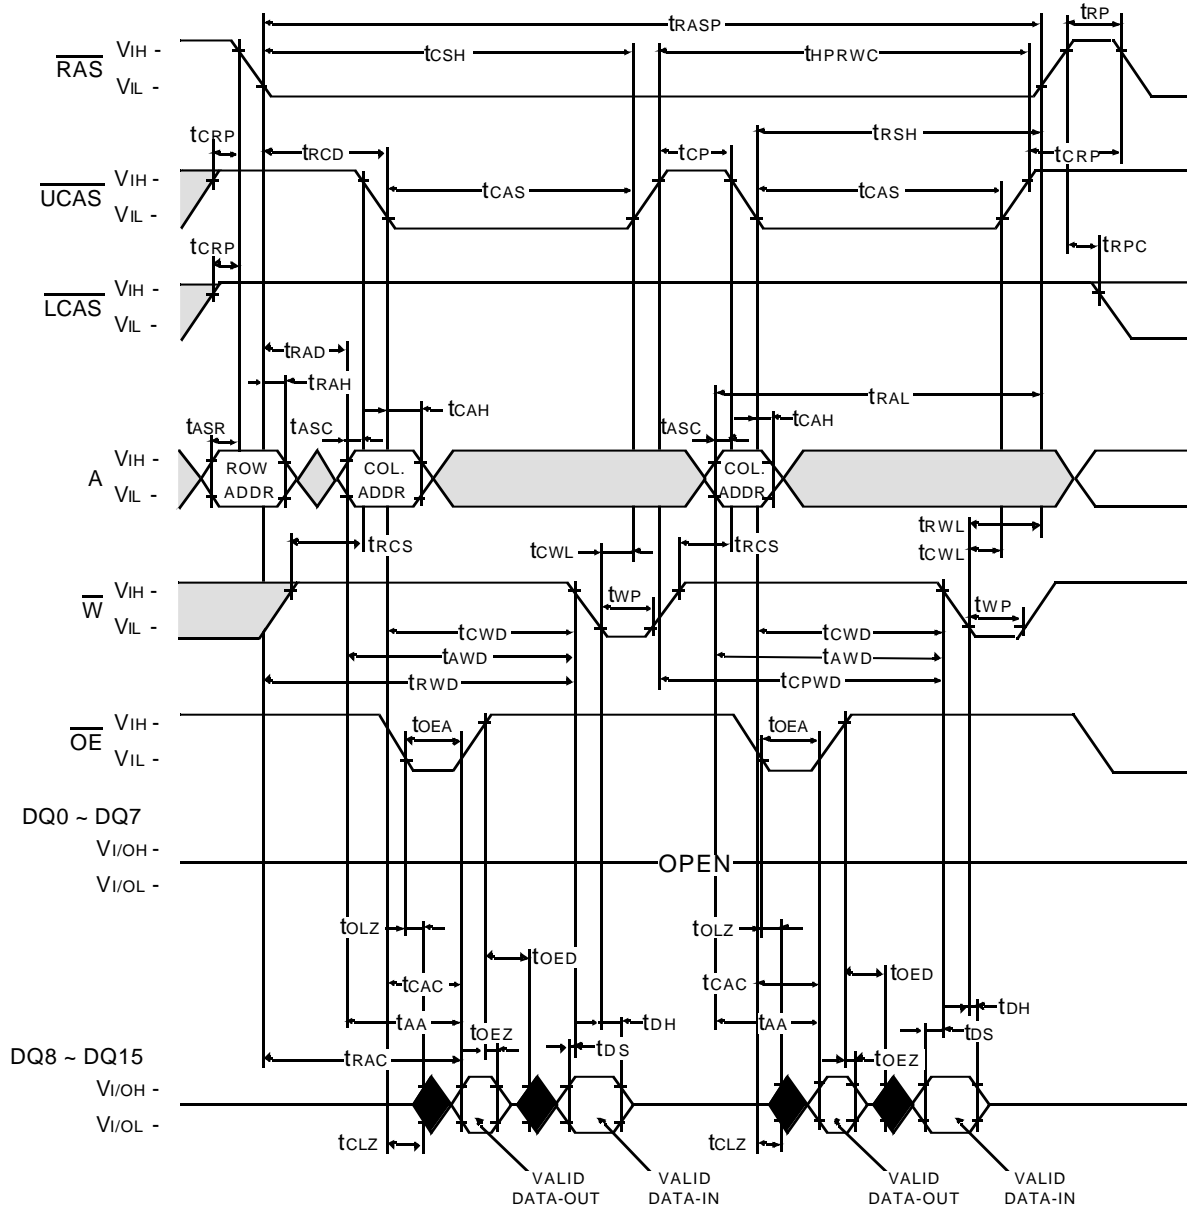 tRASP tRP
tCSH tHPRWC
RAS VIH -
VIL -
tCRP tRCD tCP tRSH tCRP
UCAS VIH -
VIL -
tCAS tCAS
tCRP tRPC
LCAS VIH -
VIL -
tRAD
tRAH
tASR tASC tCAH tRAL tASC tCAH
A VIH -
VIL -
ROW ADDR
COL. ADDR
COL. ADDR
tRCS tCWL tRCS tRWL
tCWL
W VIH -
VIL -
tWP tWP
tCWD tCWD
tAWD tAWD
tRWD tCPWD
OE VIH -
VIL -
tOEA tOEA
DQ0 ~ DQ7
VI/OH -
VI/OL -
OPEN
tOLZ tOED tOLZ tOED
tCAC tCAC
tAA tOEZ tDH tAA tDH
tRAC tDS tOEZ tDS
DQ8 ~ DQ15
VI/OH -
VI/OL -
tCLZ tCLZ
VALID DATA-OUT
VALID DATA-IN
VALID DATA-OUT
VALID DATA-IN